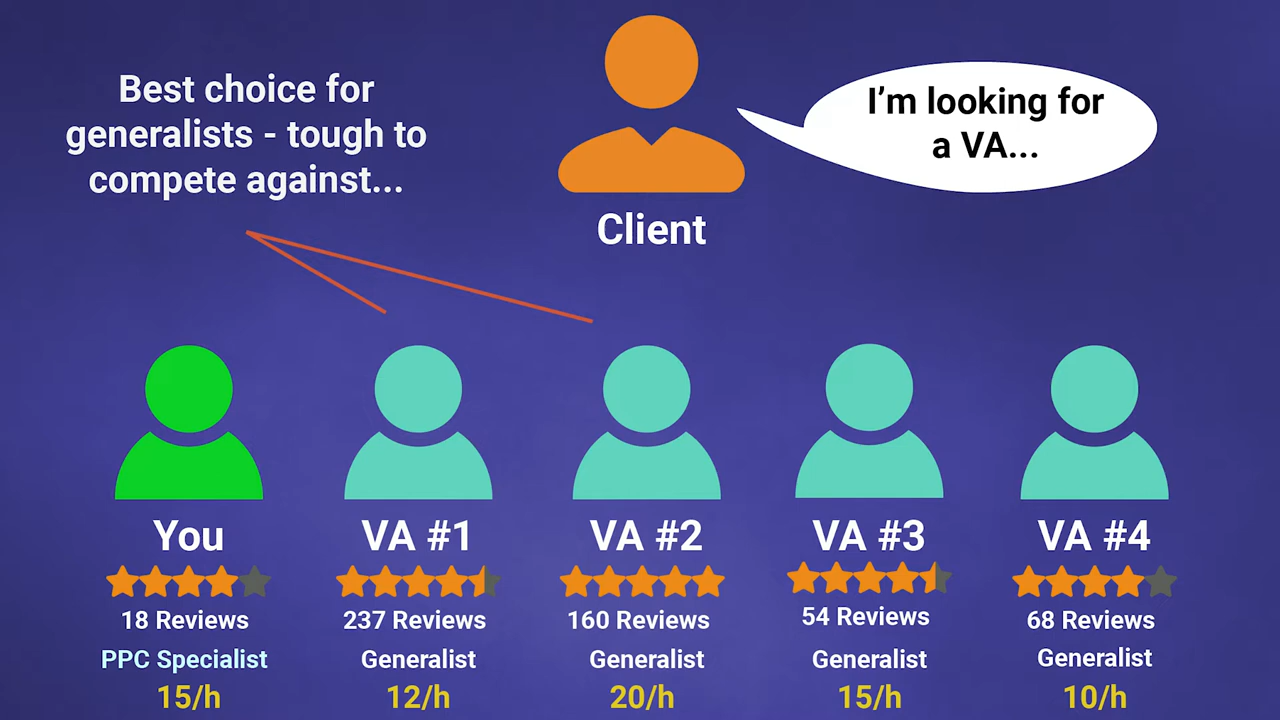 Best choice for
generalists - tough to
compete against...
I'm looking for
a VA...
Client
You
VA #1
VA #2
VA #3
VA #4
18 Reviews
237 Reviews
160 Reviews
54 Reviews
68 Reviews
PPC Specialist
Generalist
Generalist
Generalist
Generalist
15/h
12/h
20/h
15/h
10/h